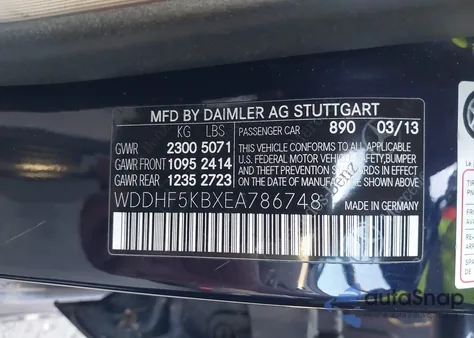 MFD BY DAIMLER AG STUTTGART
KG LBS PASSENGER CAR 890 03/13
GVWR 2300 5071
GAWR FRONT 1095 2414
GAWR REAR 1235 2723
THIS VEHICLE CONFORMS TO ALL APPLICABLE
U.S. FEDERAL MOTOR VEHICLE SAFETY,BUMPER
AND THEFT PREVENTION STANDARDS IN
EFFECT ON THE
DATE OF MANUFACTURE SHOWN ABOVE.
WDDHF5KBXEA786748
MADE IN GERMANY
autoSnap